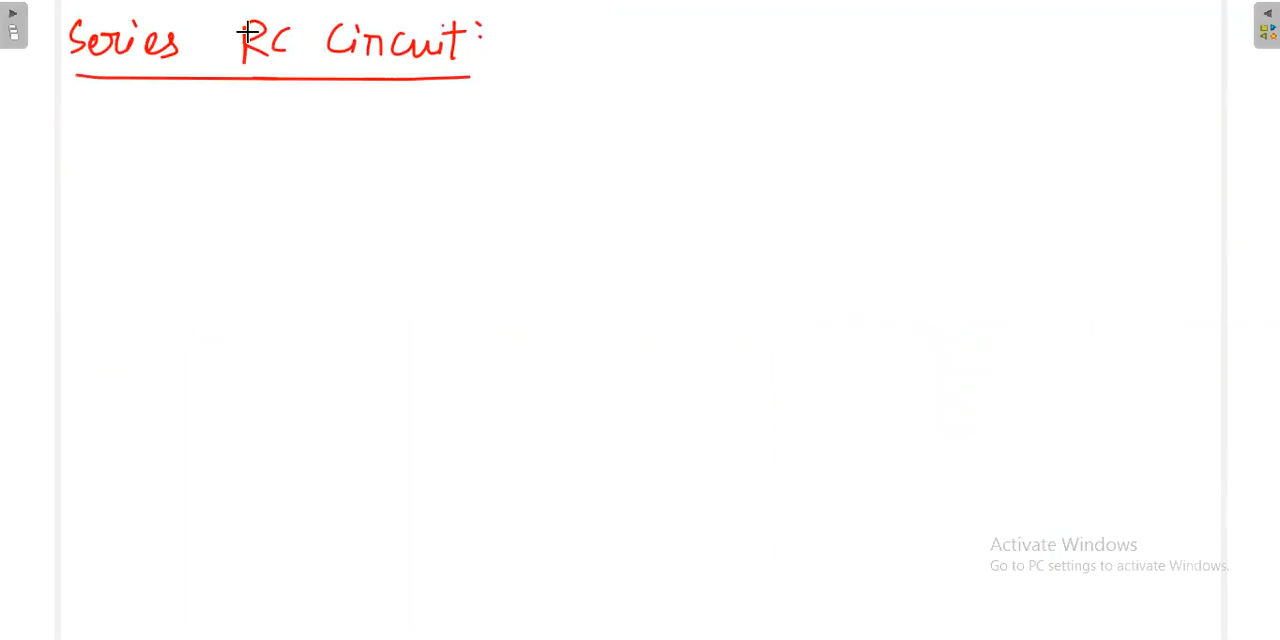 Series RC Circuit:
Activate Windows
Go to PC settings to activate Windows.